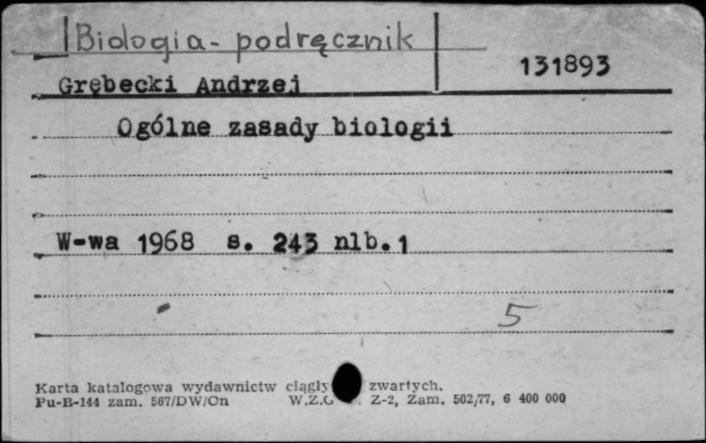 Biologia - podręcznik
131893
Grębecki Andrzej
Ogólne zasady biologii
W-wa 1968 s. 243 nlb. 1
5
Karta katalogowa wydawnictw ciągły zwartych.
Pu-B-144 zam. 567/DW/On W.Z.G Z-2, Zam. 502,77, 6 400 000